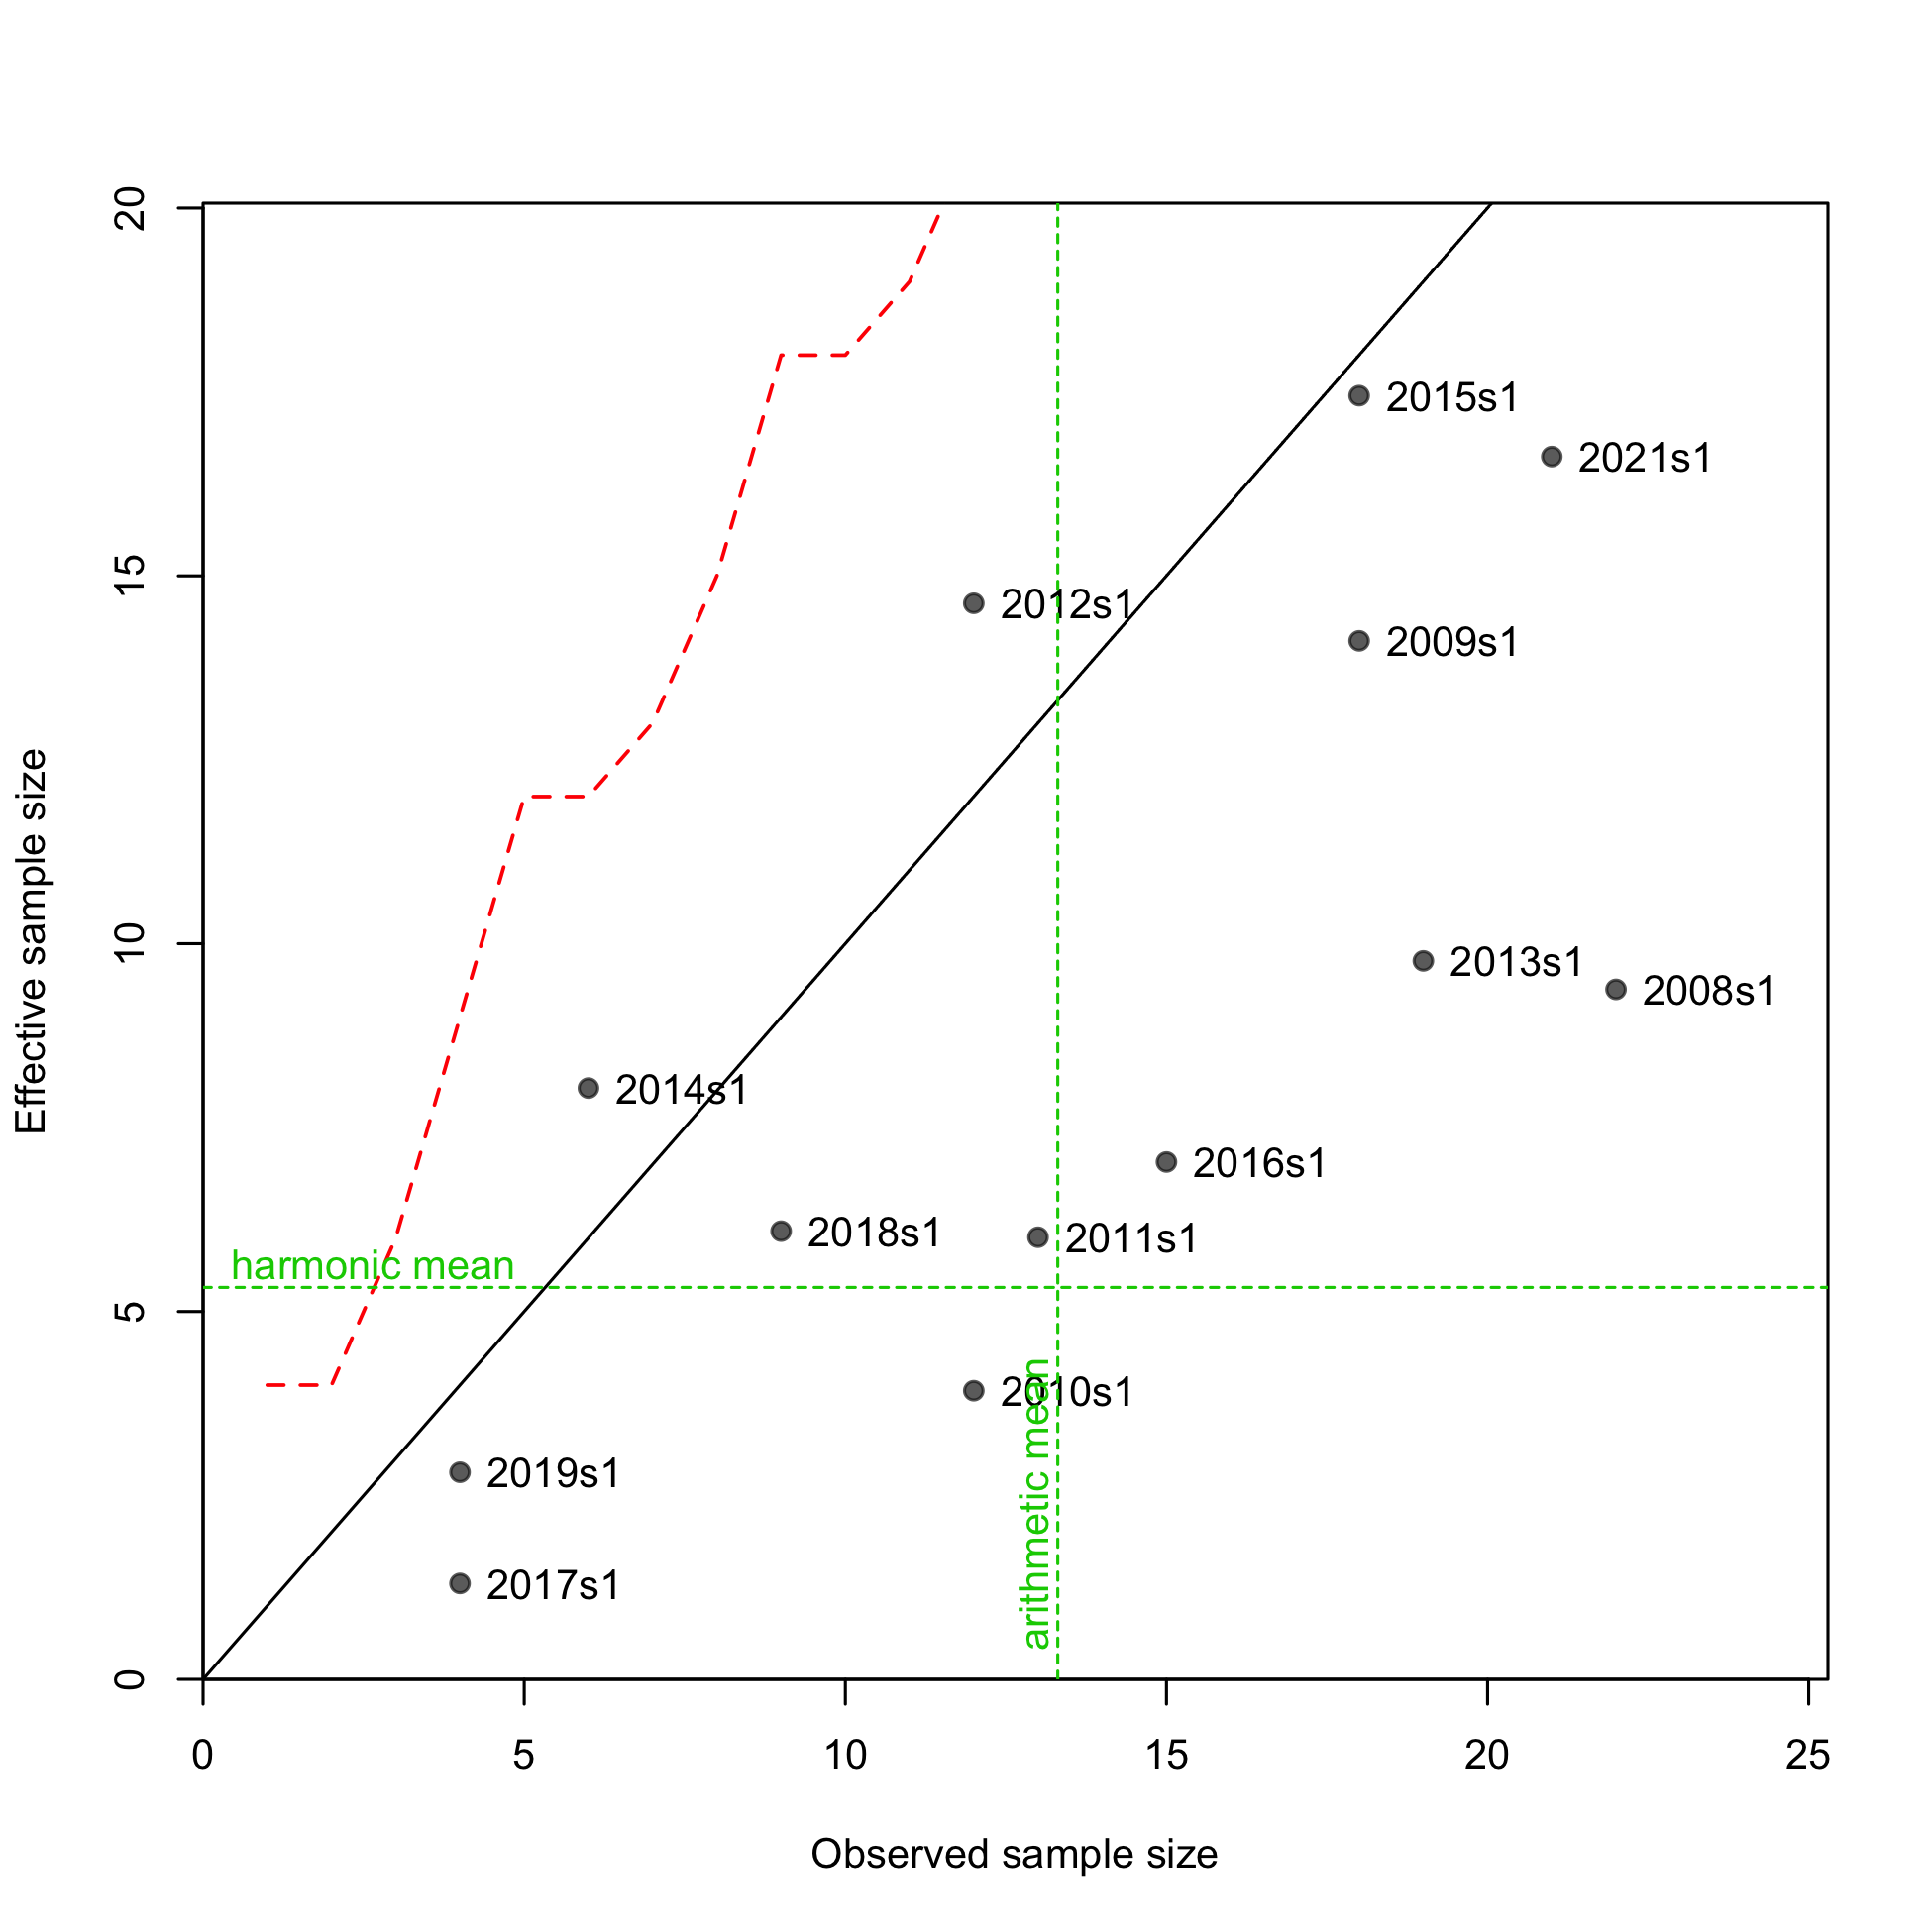 20
15
10
5
0
Effective sample size
2015s1
2021s1
2012s1
2009s1
2013s1
2008s1
2014s1
2016s1
2018s1
2011s1
harmonic mean
2010s1
arithmetic mean
2019s1
2017s1
0 5 10 15 20 25
Observed sample size